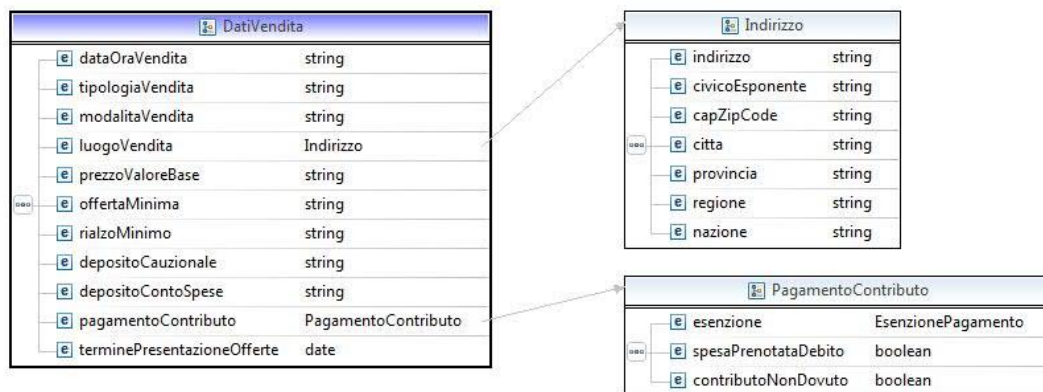 DatiVendita
dataOraVendita string
tipologiaVendita string
modalitaVendita string
luogoVendita Indirizzo
prezzoValoreBase string
offertaMinima string
rialzoMinimo string
depositoCauzionale string
depositoContoSpese string
pagamentoContributo PagamentoContributo
terminePresentazioneOfferte date
Indirizzo
indirizzo string
civicoEsponente string
capZipCode string
citta string
provincia string
regione string
nazione string
PagamentoContributo
esenzione EsenzionePagamento
spesaPrenotataDebito boolean
contributoNonDovuto boolean